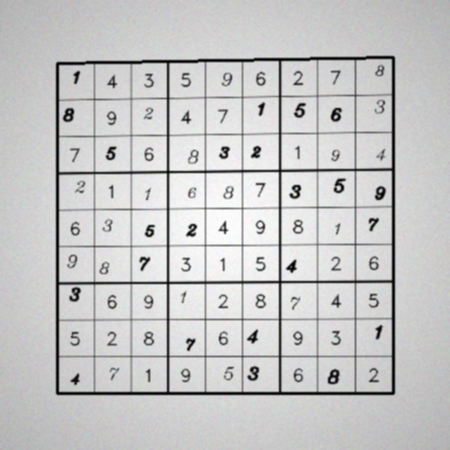 1 4 3 5 9 6 2 7 8
8 9 2 4 7 1 5 6 3
7 5 6 8 3 2 1 9 4
2 1 1 6 8 7 3 5 9
6 3 5 2 4 9 8 1 7
9 8 7 3 1 5 4 2 6
3 6 9 1 2 8 7 4 5
5 2 8 7 6 4 9 3 1
4 7 1 9 5 3 6 8 2